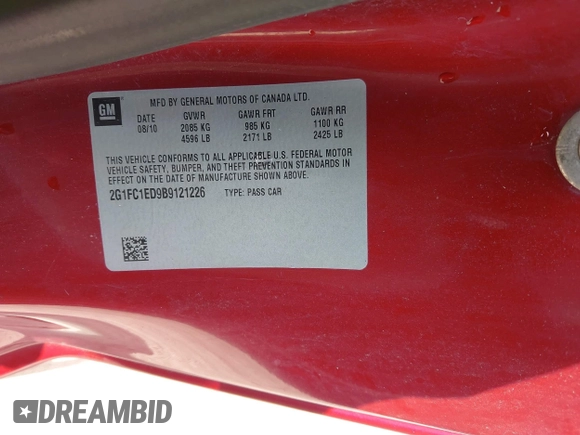 GM
MFD BY GENERAL MOTORS OF CANADA LTD.
DATE GVWR GAWR FRT GAWR RR
08/10 2085 KG 985 KG 1100 KG
4596 LB 2171 LB 2425 LB
THIS VEHICLE CONFORMS TO ALL APPLICABLE U.S. FEDERAL MOTOR
VEHICLE SAFETY, BUMPER, AND THEFT PREVENTION STANDARDS IN
EFFECT ON THE DATE OF MANUFACTURE SHOWN ABOVE.
2G1FC1ED9B9121226 TYPE: PASS CAR
DREAMBID